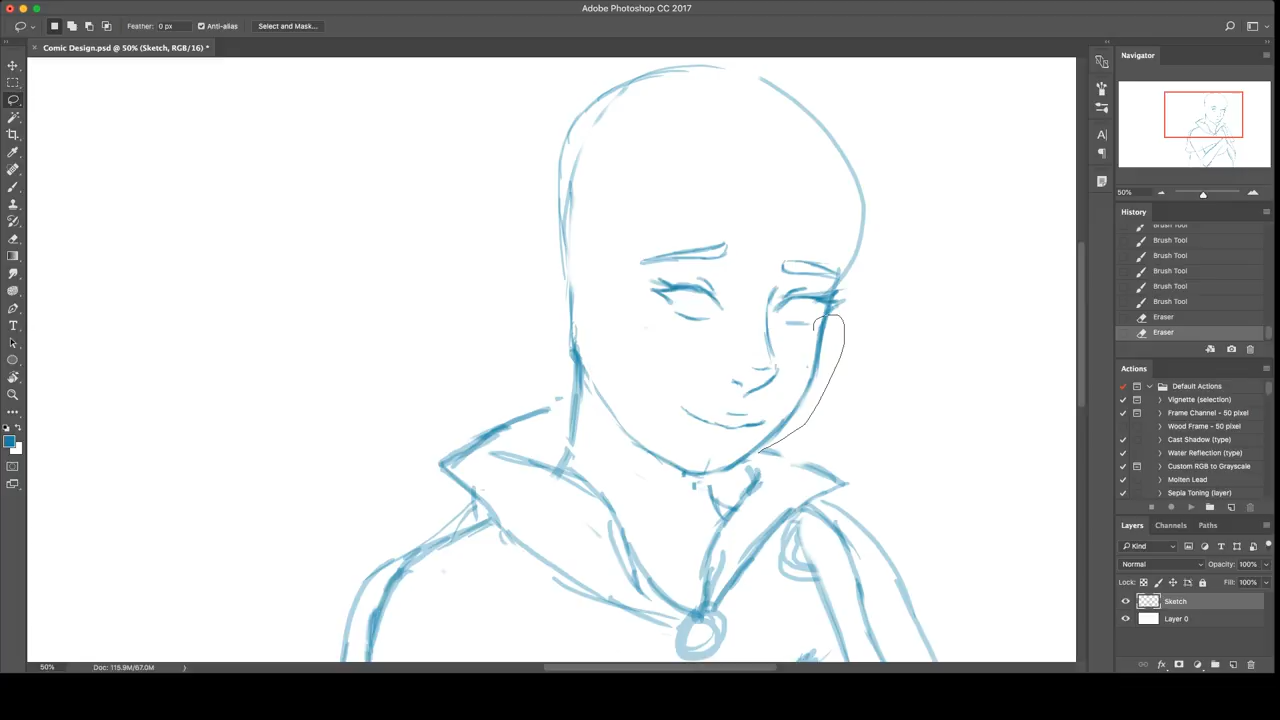 Adobe Photoshop CC 2017
Feather: 0 px
Anti-alias
Select and Mask...
Comic Design.psd @ 50% (Sketch, RGB/16) *
Navigator
50%
History
Brush Tool
Brush Tool
Brush Tool
Brush Tool
Brush Tool
Brush Tool
Eraser
Eraser
Actions
Default Actions
Vignette (selection)
Frame Channel - 50 pixel
Wood Frame - 50 pixel
Cast Shadow (type)
Water Reflection (type)
Custom RGB to Grayscale
Molten Lead
Sepia Toning (layer)
Layers Channels Paths
Kind
Normal Opacity: 100%
Lock: Fill: 100%
Sketch
Layer 0
50% Doc: 115.9M/67.0M